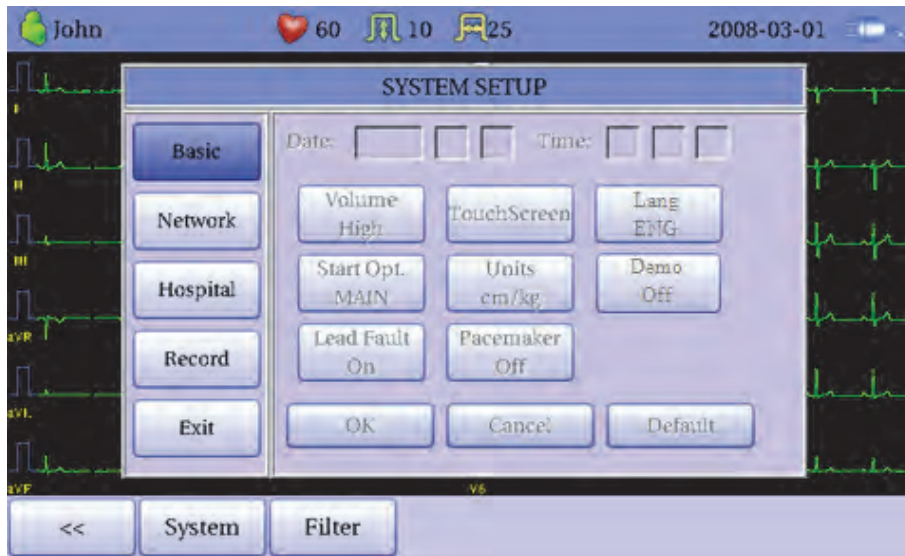 John 60 10 25 2008-03-01
SYSTEM SETUP
Basic
Network
Hospital
Record
Exit
Date: Time:
Volume High
TouchScreen
Lang ENG
Start Opt. MAIN
Units cm/kg
Demo Off
Lead Fault On
Pacemaker Off
OK Cancel Default
I
II
III
aVR
aVL
aVF
V6
<< System Filter